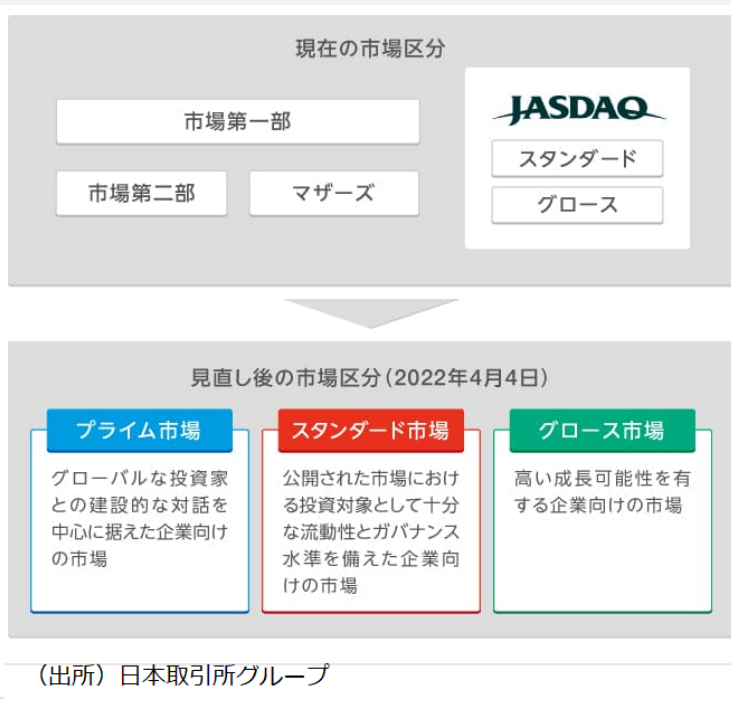 現在の市場区分
市場第一部
市場第二部
マザーズ
JASDAQ
スタンダード
グロース
見直し後の市場区分（2022年4月4日）
プライム市場
グローバルな投資家
との建設的な対話を
中心に据えた企業向け
の市場
スタンダード市場
公開された市場におけ
る投資対象として十分
な流動性とガバナンス
水準を備えた企業向
けの市場
グロース市場
高い成長可能性を有
する企業向けの市場
（出所）日本取引所グループ